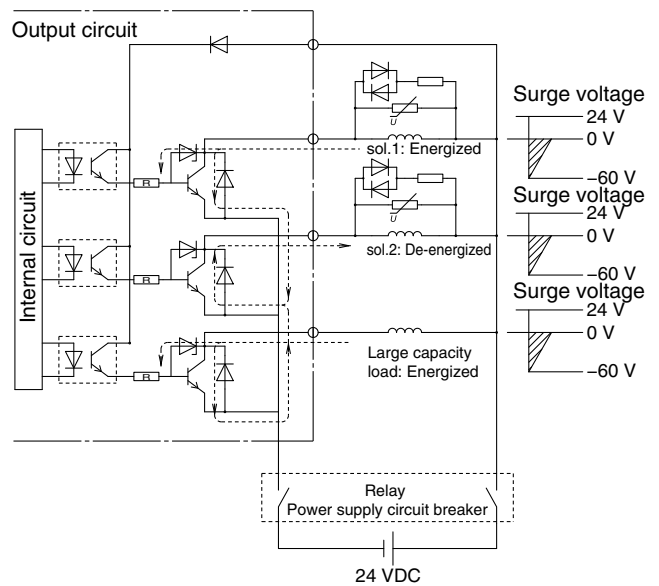 Output circuit
Internal circuit
R
R
R
U
sol.1: Energized
U
sol.2: De-energized
Large capacity
load: Energized
Surge voltage
24 V
0 V
–60 V
Surge voltage
24 V
0 V
–60 V
Surge voltage
24 V
0 V
–60 V
Relay
Power supply circuit breaker
24 VDC